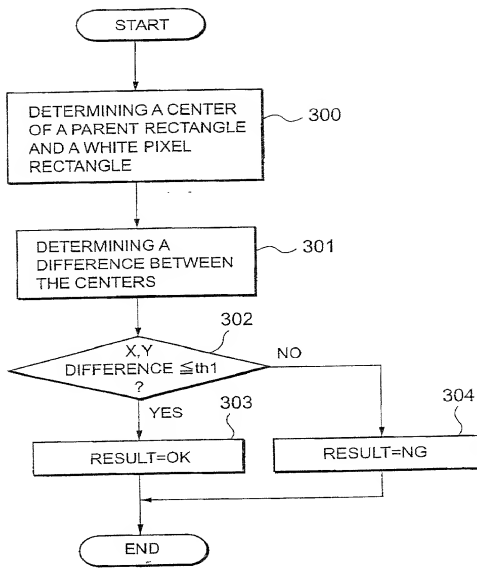 START
DETERMINING A CENTER
OF A PARENT RECTANGLE
AND A WHITE PIXEL
RECTANGLE
300
DETERMINING A
DIFFERENCE BETWEEN
THE CENTERS
301
302
X,Y
DIFFERENCE ≦th1
?
NO
YES
303
RESULT=OK
304
RESULT=NG
END